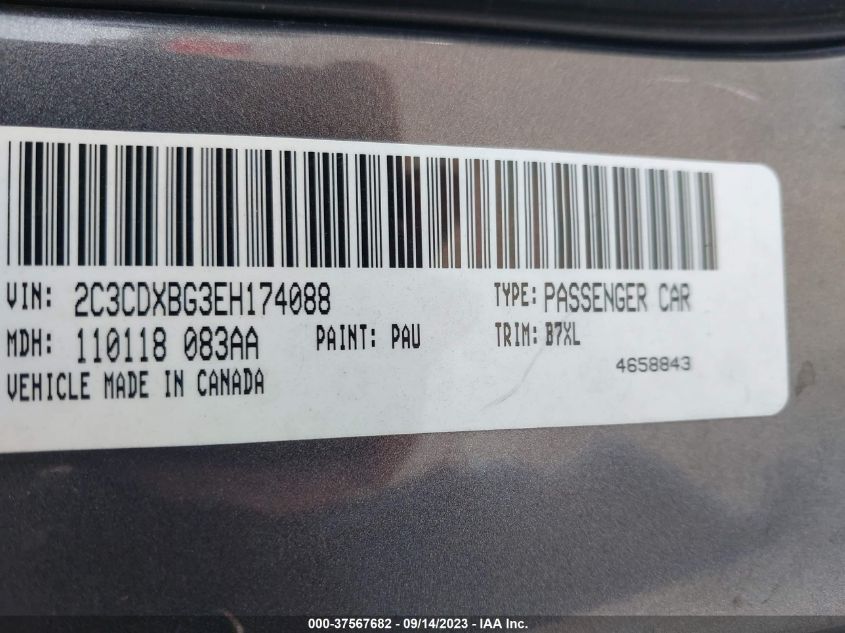 VIN: 2C3CDXBG3EH174088 TYPE: PASSENGER CAR
MDH: 110118 083AA PAINT: PAU TRIM: B7XL
4658843
VEHICLE MADE IN CANADA
000-37567682 - 09/14/2023 - IAA Inc.